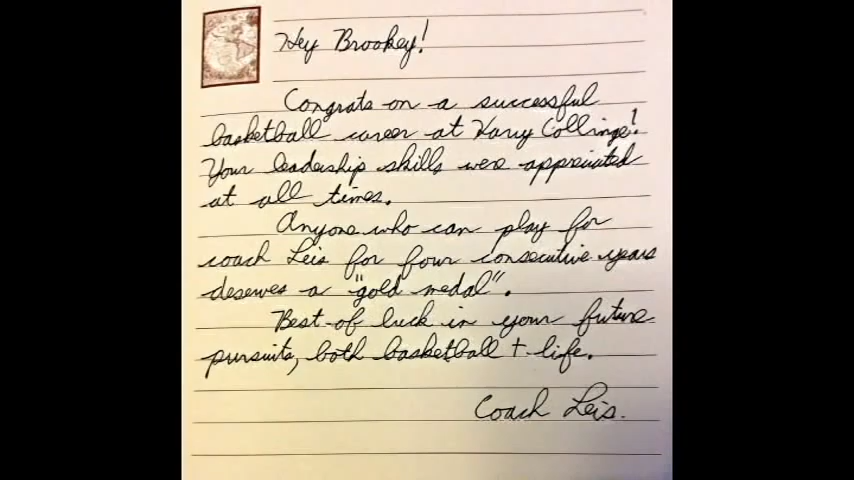 Hey Brookey!
Congrats on a successful
basketball career at Harry Collinge!
Your leadership skills were appreciated
at all times.
Anyone who can play for
coach Leis for four consecutive years
deserves a "gold medal".
Best of luck in your future
pursuits, both basketball + life.
Coach Leis.